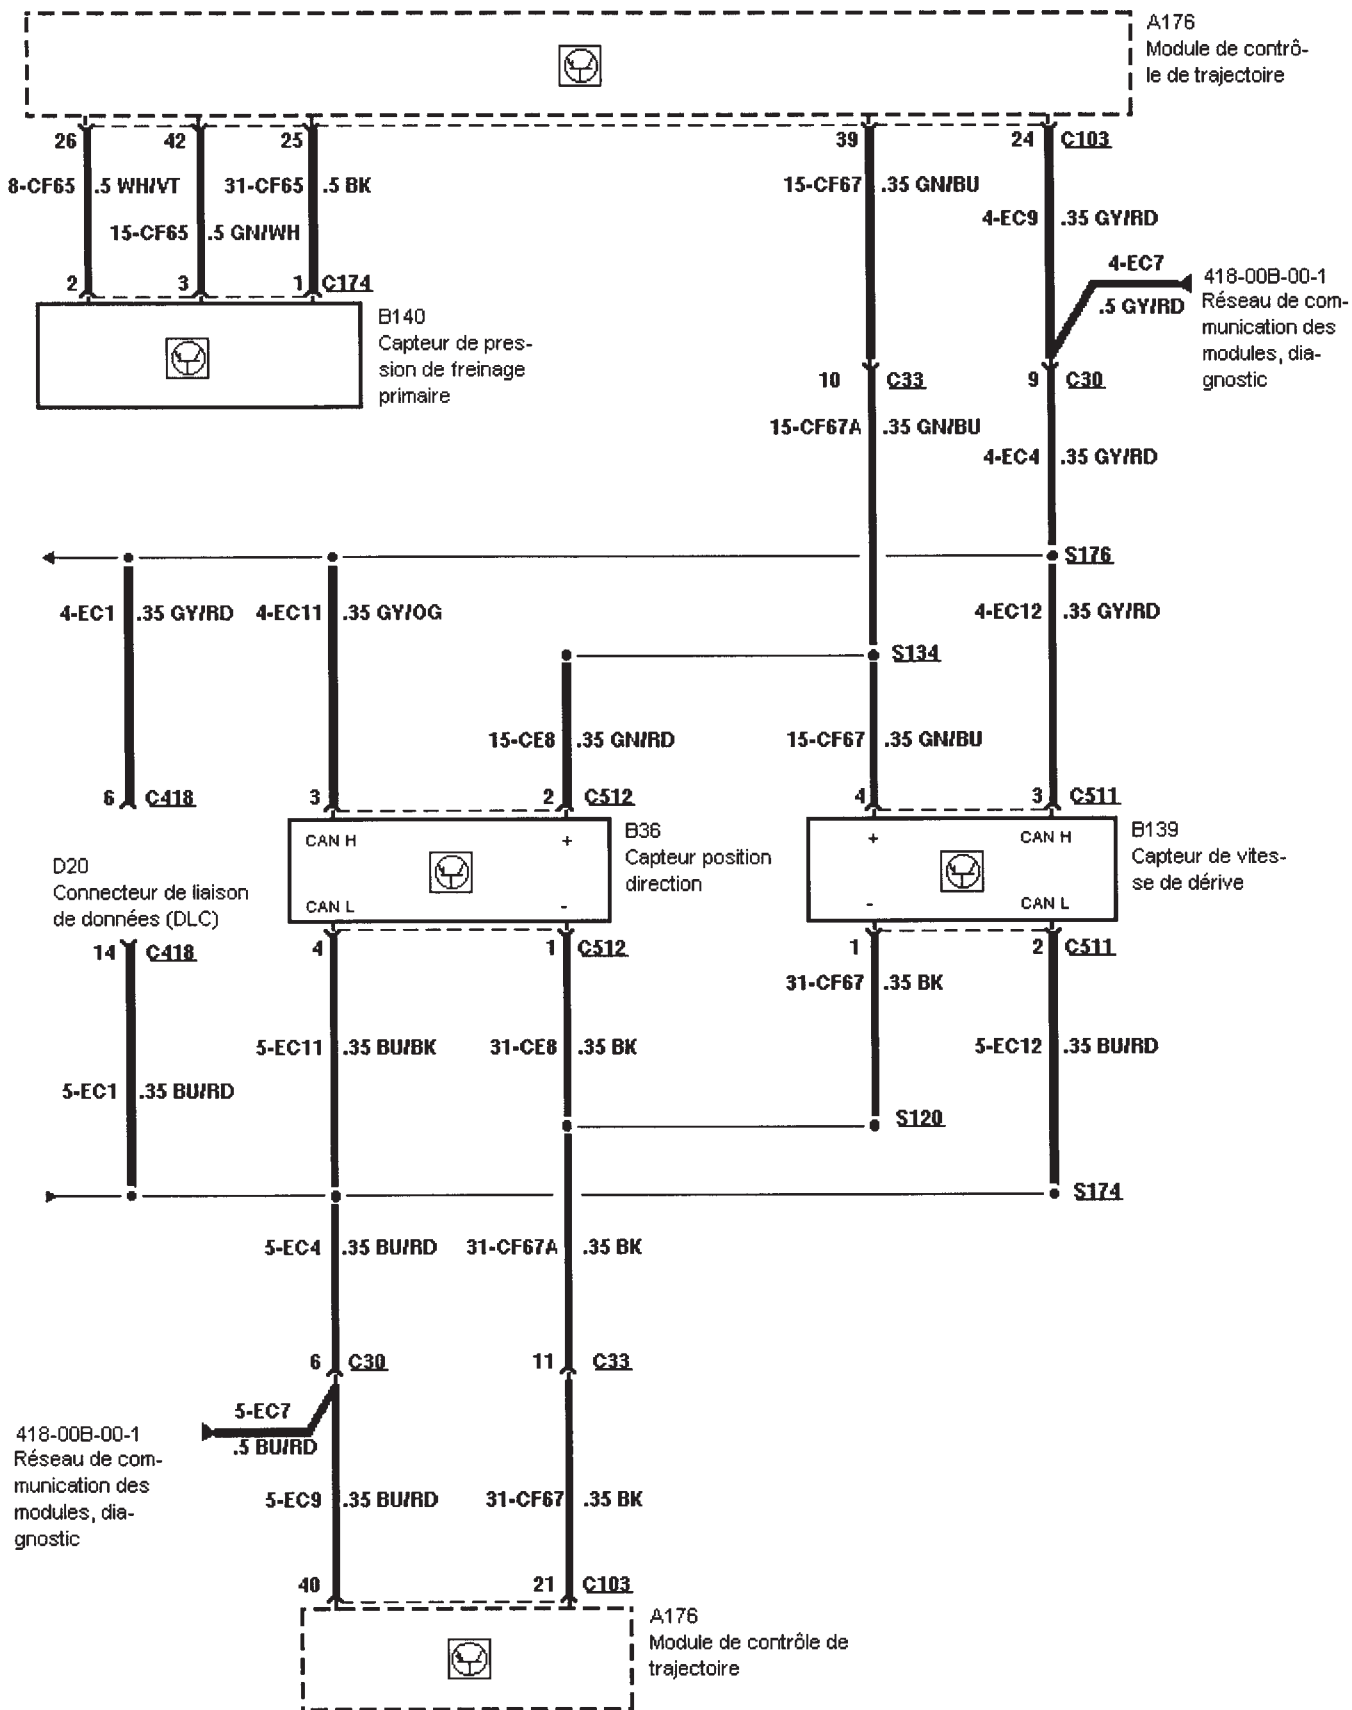 A176
Module de contrô-
le de trajectoire
26 42 25 39 24 C103
8-CF65 .5 WH/VT 31-CF65 .5 BK 15-CF67 .35 GN/BU
15-CF65 .5 GN/WH 4-EC9 .35 GY/RD
4-EC7
.5 GY/RD
418-00B-00-1
Réseau de com-
munication des
modules, dia-
gnostic
2 3 1 C174
B140
Capteur de pres-
sion de freinage
primaire
10 C33 9 C30
15-CF67A .35 GN/BU
4-EC4 .35 GY/RD
S176
4-EC1 .35 GY/RD 4-EC11 .35 GY/OG 4-EC12 .35 GY/RD
S134
15-CE8 .35 GN/RD 15-CF67 .35 GN/BU
6 C418 3 2 C512 4 3 C511
CAN H +
CAN L -
B36
Capteur position
direction
+ CAN H
- CAN L
B139
Capteur de vites-
se de dérive
D20
Connecteur de liaison
de données (DLC)
14 C418 4 1 C512 1 2 C511
31-CF67 .35 BK
5-EC11 .35 BU/BK 31-CE8 .35 BK 5-EC12 .35 BU/RD
5-EC1 .35 BU/RD
S120
S174
5-EC4 .35 BU/RD 31-CF67A .35 BK
6 C30 11 C33
5-EC7
.5 BU/RD
418-00B-00-1
Réseau de com-
munication des
modules, dia-
gnostic
5-EC9 .35 BU/RD 31-CF67 .35 BK
40 21 C103
A176
Module de contrôle de
trajectoire